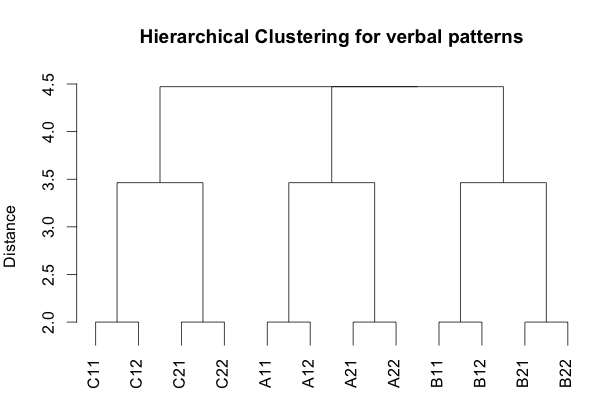 Hierarchical Clustering for verbal patterns
Distance
4.5
4.0
3.5
3.0
2.5
2.0
C11 C12 C21 C22 A11 A12 A21 A22 B11 B12 B21 B22